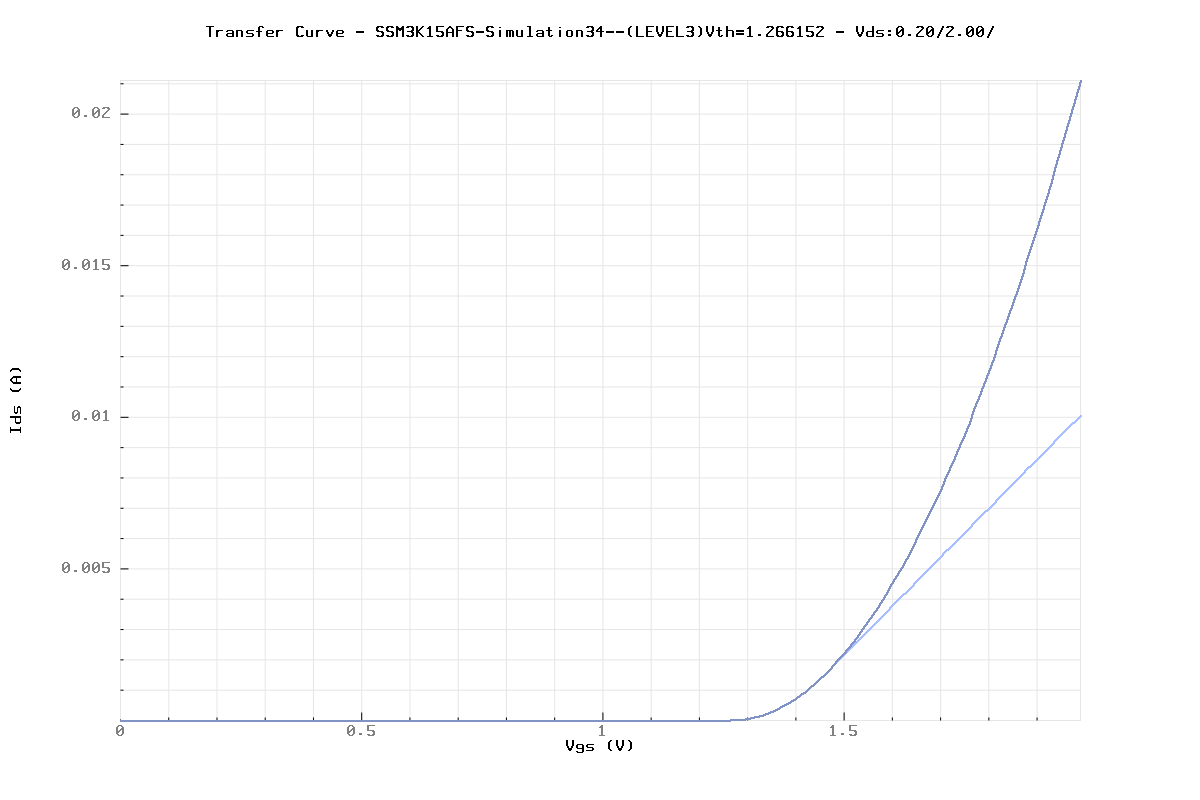 Transfer Curve - SSM3K15AFS-Simulation34--(LEVEL3)Vth=1.266152 - Vds:0.20/2.00/
0.02
0.015
0.01
0.005
Ids (A)
0 0.5 1 1.5
Vgs (V)